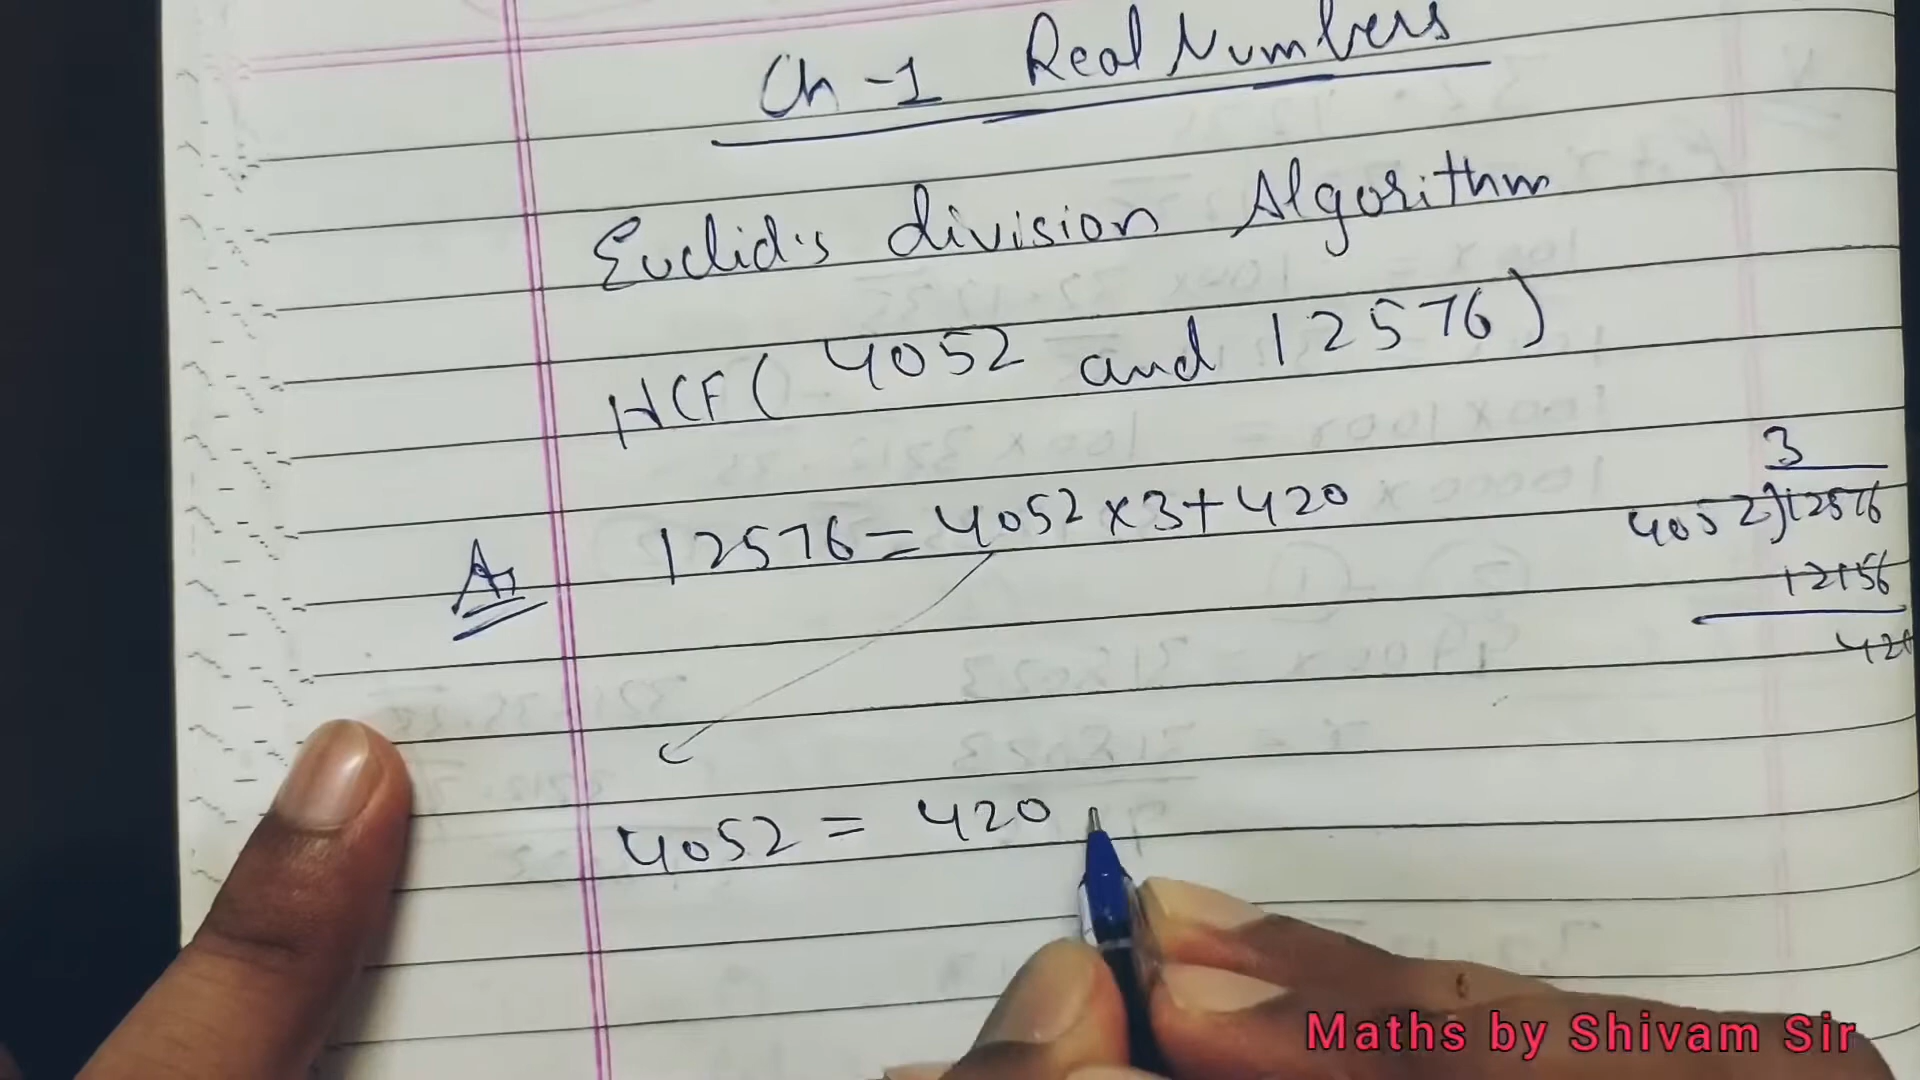 Ch-1 Real Numbers
Euclid's division Algorithm
HCF( 4052 and 12576)
12576=4052×3+420
3
4052)12576
12156
420
4052 = 420
Maths by Shivam Sir